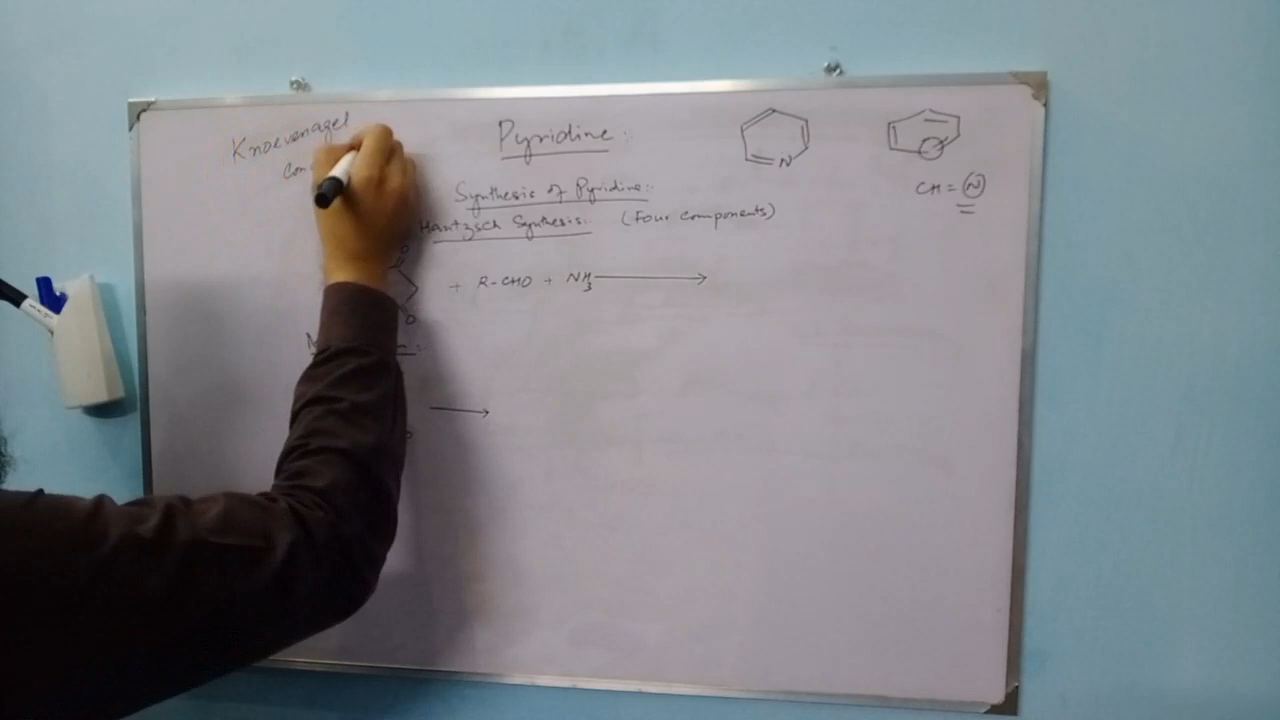 Knoevenagel
Con
Pyridine:
N
CH = N
Synthesis of Pyridine:
Hantzsch Synthesis: (Four components)
O
+ R-CHO + NH3
O